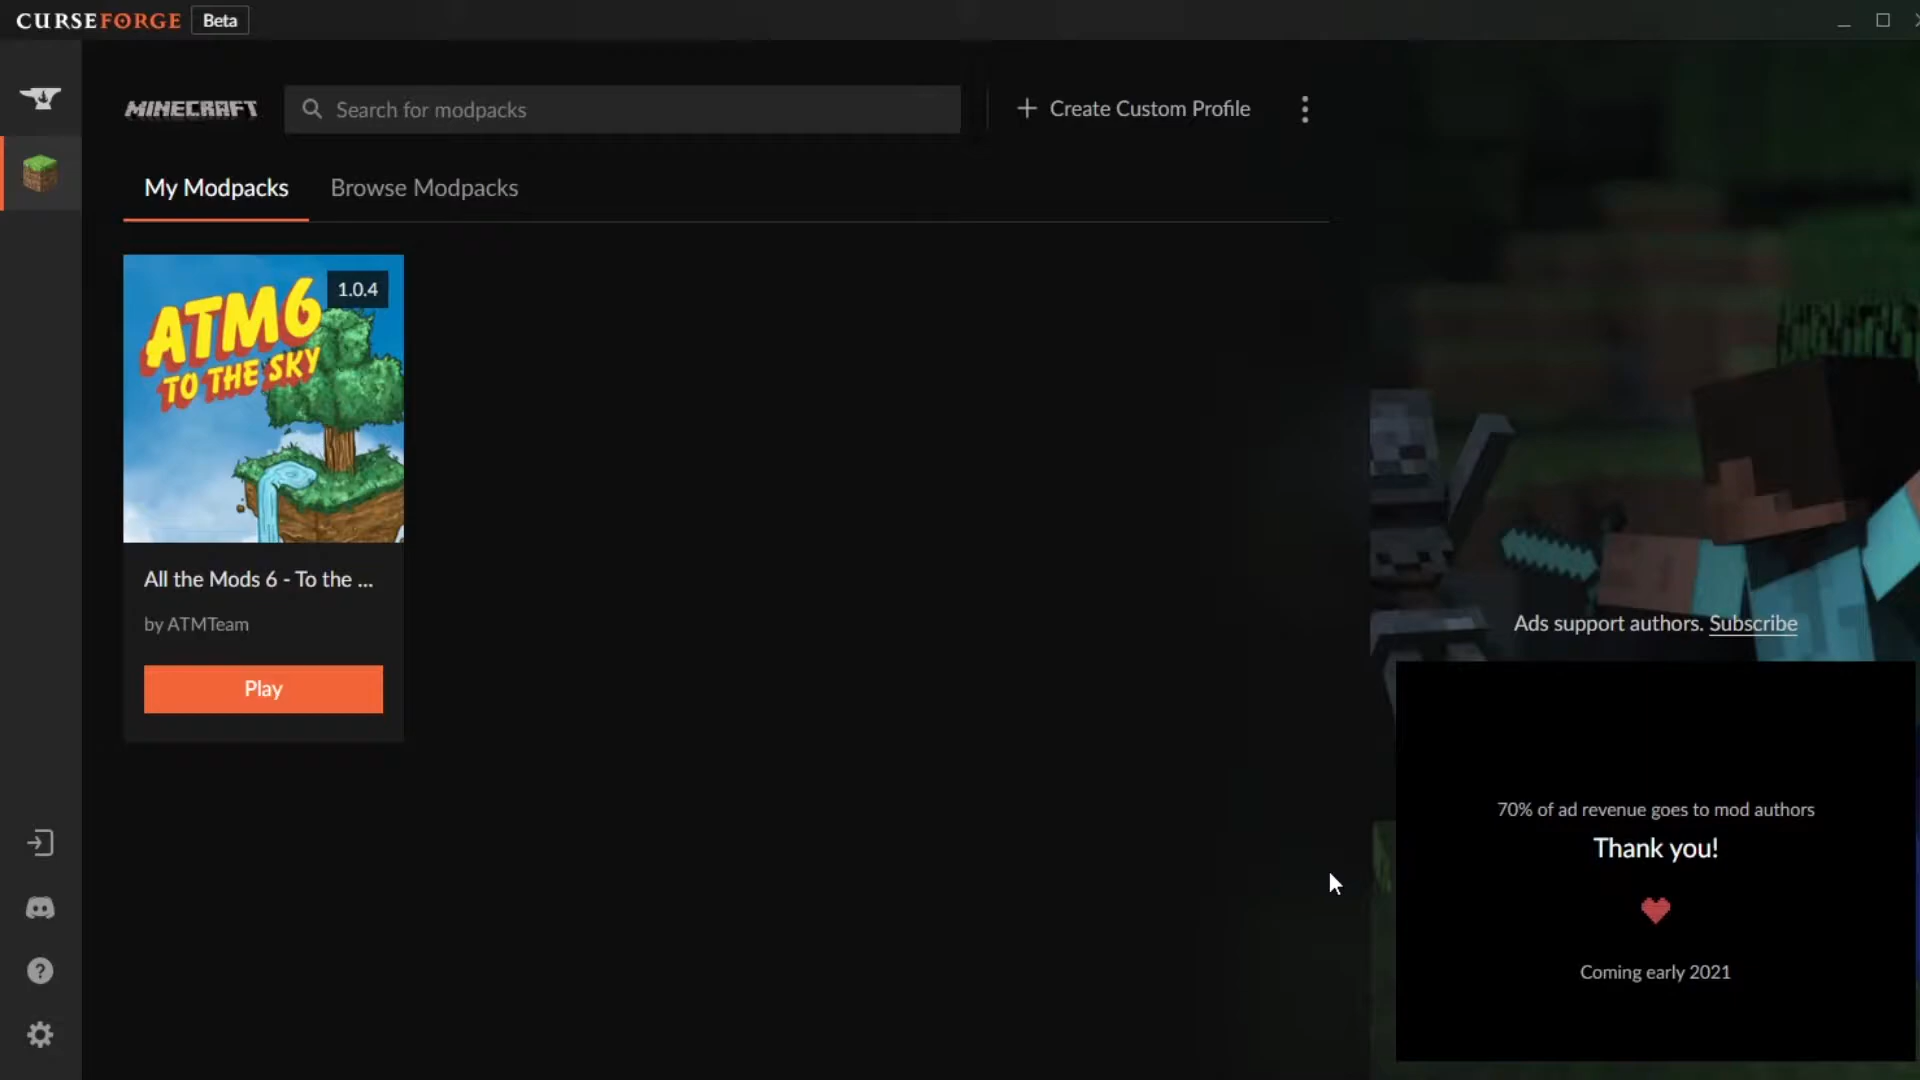 CURSEFORGE Beta
MINECRAFT
Search for modpacks
Create Custom Profile
My Modpacks
Browse Modpacks
1.0.4
ATM6
TO THE SKY
All the Mods 6 - To the ...
by ATMTeam
Play
Ads support authors. Subscribe
70% of ad revenue goes to mod authors
Thank you!
Coming early 2021